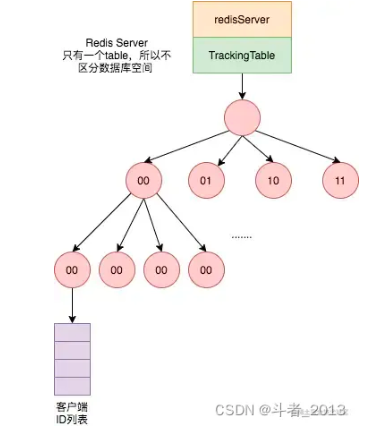 redisServer
TrackingTable
Redis Server
只有一个table，所以不
区分数据库空间
00
01
10
11
.......
00
00
00
00
客户端
ID列表
CSDN @斗者_2013